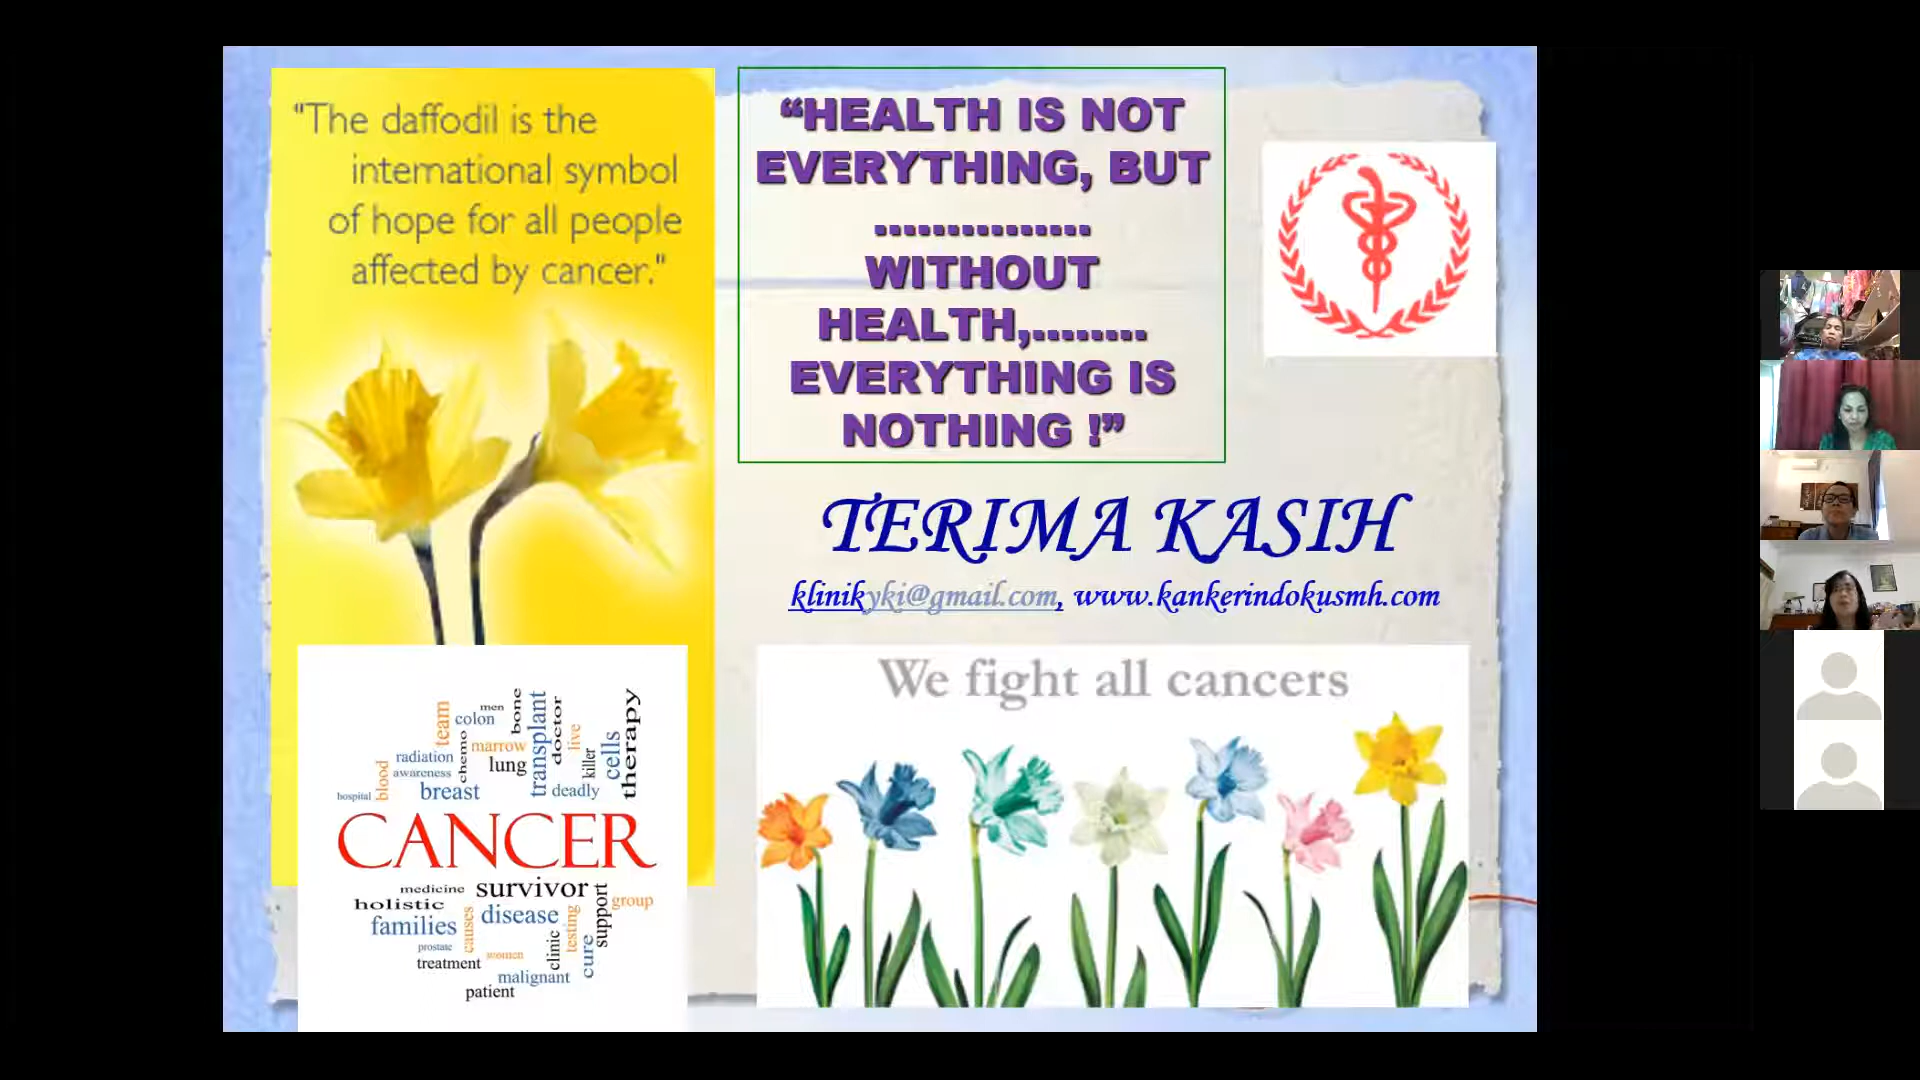 "The daffodil is the
international symbol
of hope for all people
affected by cancer."
“HEALTH IS NOT
EVERYTHING, BUT
...............
WITHOUT
HEALTH,........
EVERYTHING IS
NOTHING !”
TERIMA KASIH
klinikyki@gmail.com, www.kankerindokusmh.com
We fight all cancers
team
colon
men
bone
transplant
doctor
live
killer
cells
therapy
radiation
chemo
marrow
lung
awareness
blood
hospital
breast
deadly
CANCER
medicine
survivor
holistic
families
causes
disease
testing
support
group
prostate
women
clinic
cure
treatment
malignant
patient